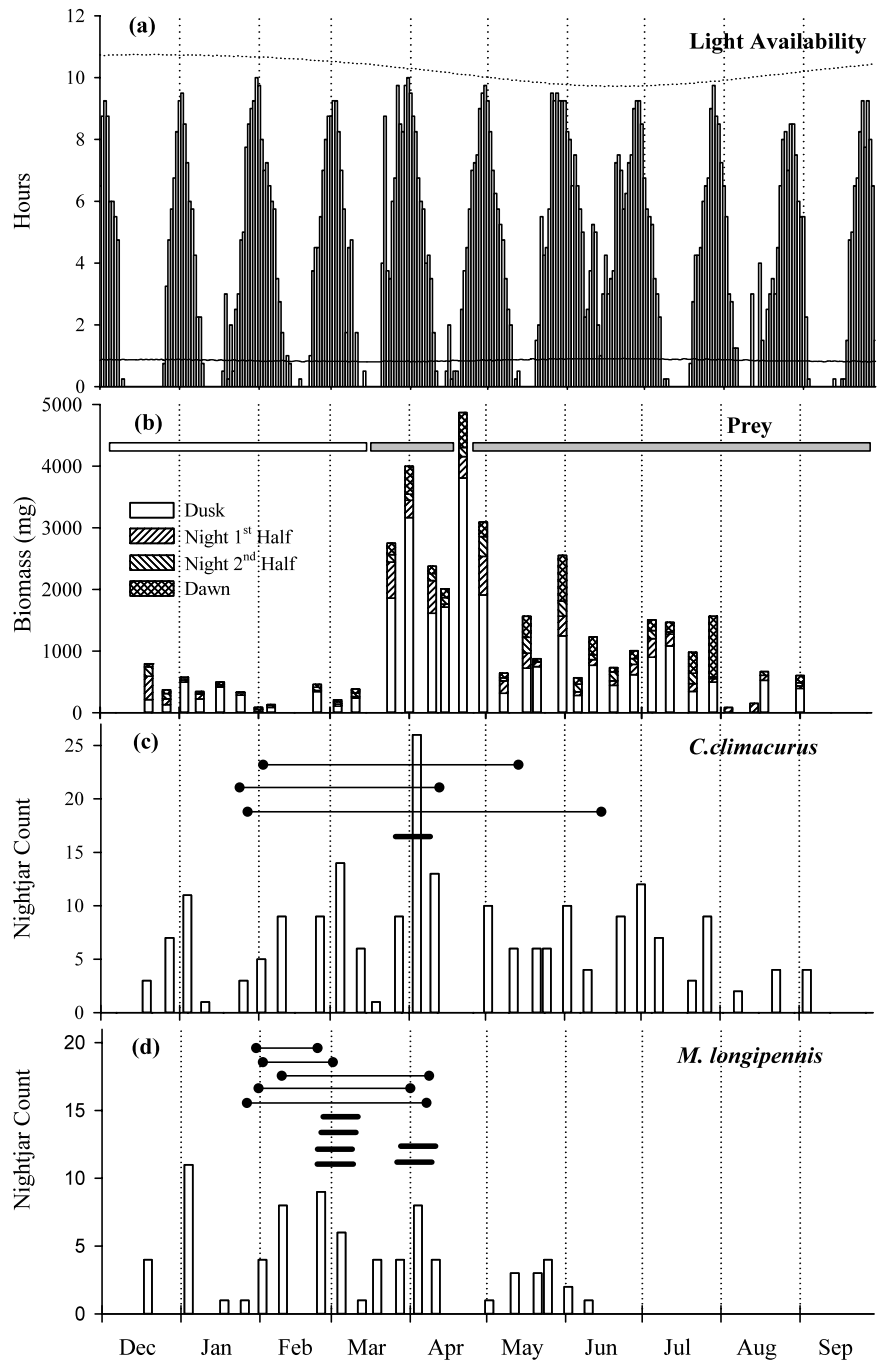 (a)
Light Availability
Hours
12
10
8
6
4
2
0
(b)
Prey
Biomass (mg)
5000
4000
3000
2000
1000
0
Dusk
Night 1st Half
Night 2nd Half
Dawn
(c)
C.climacurus
Nightjar Count
25
20
15
10
5
0
(d)
M. longipennis
Nightjar Count
20
15
10
5
0
Dec Jan Feb Mar Apr May Jun Jul Aug Sep